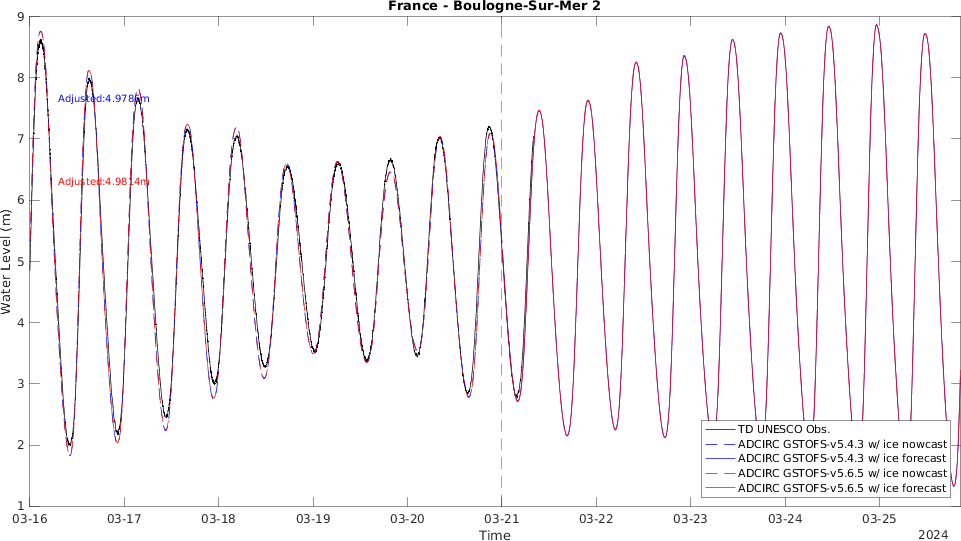 France - Boulogne-Sur-Mer 2
9
8
7
6
5
4
3
2
1
Water Level (m)
Adjusted:4.9814m
TD UNESCO Obs.
ADCIRC GSTOFS-v5.4.3 w/ ice nowcast
ADCIRC GSTOFS-v5.4.3 w/ ice forecast
ADCIRC GSTOFS-v5.6.5 w/ ice nowcast
ADCIRC GSTOFS-v5.6.5 w/ ice forecast
03-16
03-17
03-18
03-19
03-20
03-21
03-22
03-23
03-24
03-25
Time
2024